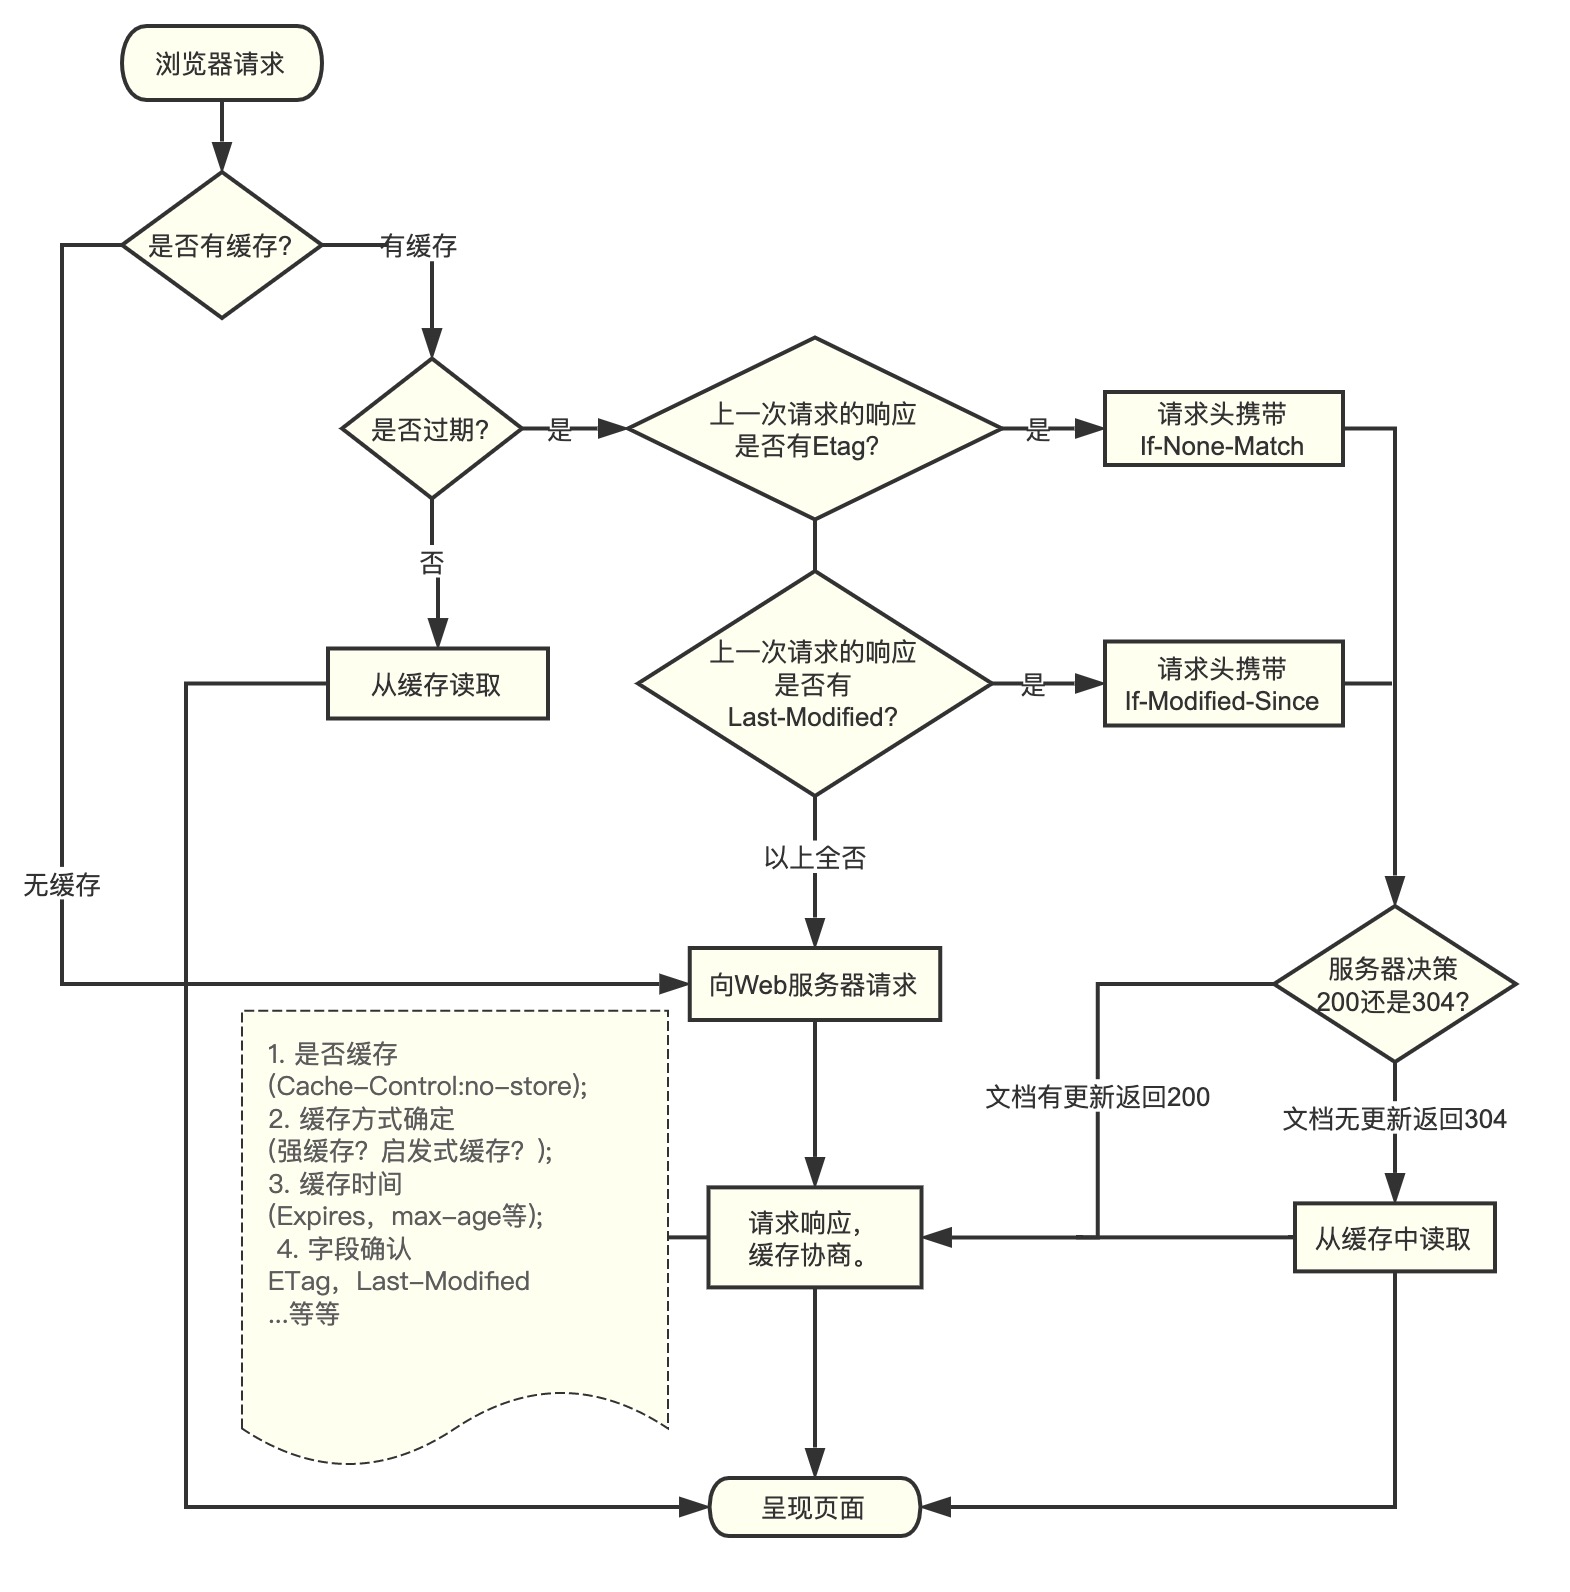 浏览器请求
是否有缓存?
有缓存
是否过期?
是
上一次请求的响应
是否有Etag?
是
请求头携带
If-None-Match
否
从缓存读取
上一次请求的响应
是否有
Last-Modified?
是
请求头携带
If-Modified-Since
以上全否
无缓存
向Web服务器请求
服务器决策
200还是304?
1. 是否缓存
(Cache-Control:no-store);
2. 缓存方式确定
(强缓存？启发式缓存？);
3. 缓存时间
(Expires，max-age等);
4. 字段确认
ETag，Last-Modified
...等等
文档有更新返回200
文档无更新返回304
请求响应，
缓存协商。
从缓存中读取
呈现页面